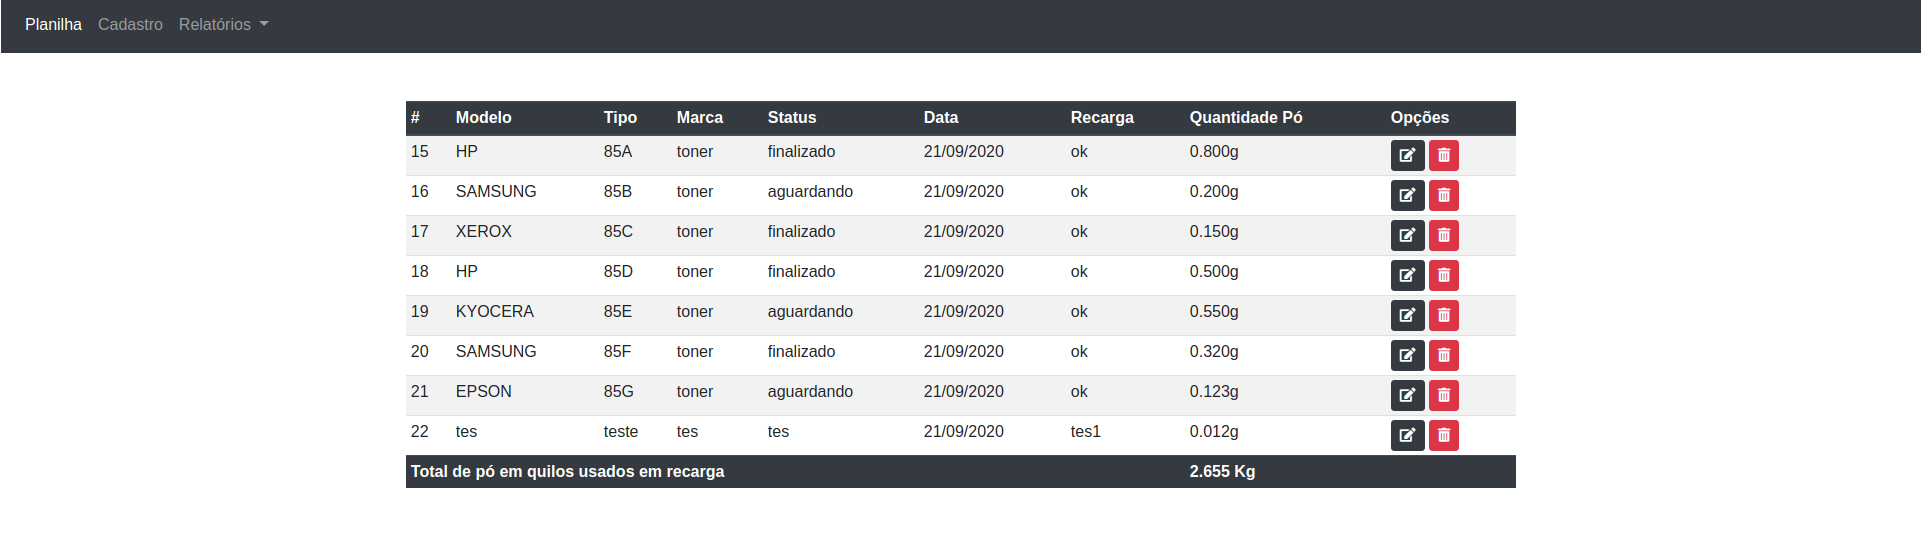 Planilha Cadastro Relatórios
# Modelo Tipo Marca Status Data Recarga Quantidade Pó Opções
15 HP 85A toner finalizado 21/09/2020 ok 0.800g
16 SAMSUNG 85B toner aguardando 21/09/2020 ok 0.200g
17 XEROX 85C toner finalizado 21/09/2020 ok 0.150g
18 HP 85D toner finalizado 21/09/2020 ok 0.500g
19 KYOCERA 85E toner aguardando 21/09/2020 ok 0.550g
20 SAMSUNG 85F toner finalizado 21/09/2020 ok 0.320g
21 EPSON 85G toner aguardando 21/09/2020 ok 0.123g
22 tes teste tes tes 21/09/2020 tes1 0.012g
Total de pó em quilos usados em recarga 2.655 Kg